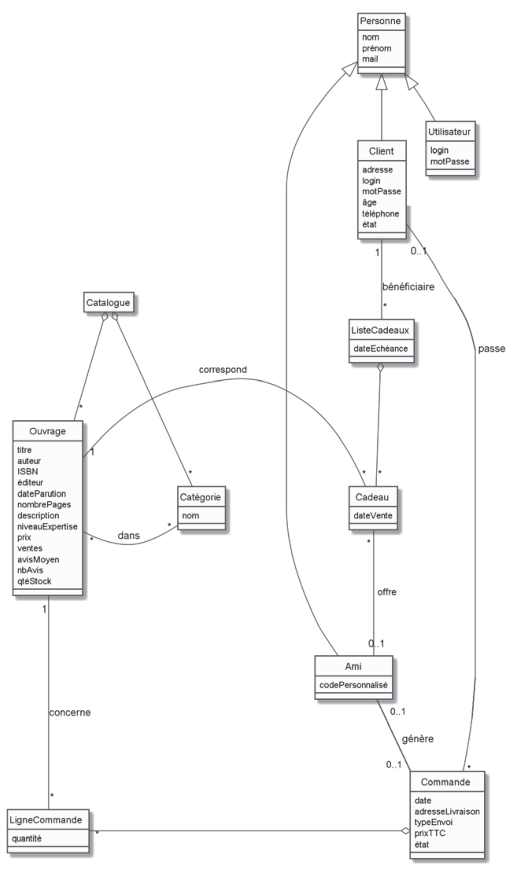 Personne
nom
prénom
mail
Utilisateur
login
motPasse
Client
adresse
login
motPasse
âge
téléphone
état
1
0..1
bénéficiaire
*
Catalogue
ListeCadeaux
dateEchéance
passe
correspond
*
Ouvrage
titre
auteur
ISBN
éditeur
dateParution
nombrePages
description
niveauExpertise
prix
ventes
avisMoyen
nbAvis
qtéStock
1
*
*
*
Catégorie
nom
*
dans
*
Cadeau
dateVente
*
offre
1
0..1
Ami
codePersonnalisé
concerne
0..1
génère
0..1
*
Commande
date
adresseLivraison
typeEnvoi
prixTTC
état
*
LigneCommande
quantité
*